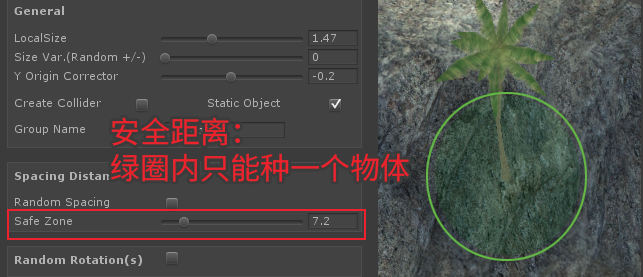 General
LocalSize 1.47
Size Var.(Random +/-) 0
Y Origin Corrector -0.2
Create Collider Static Object
Group Name
安全距离：
绿圈内只能种一个物体
Spacing Distan
Random Spacing
Safe Zone 7.2
Random Rotation(s)